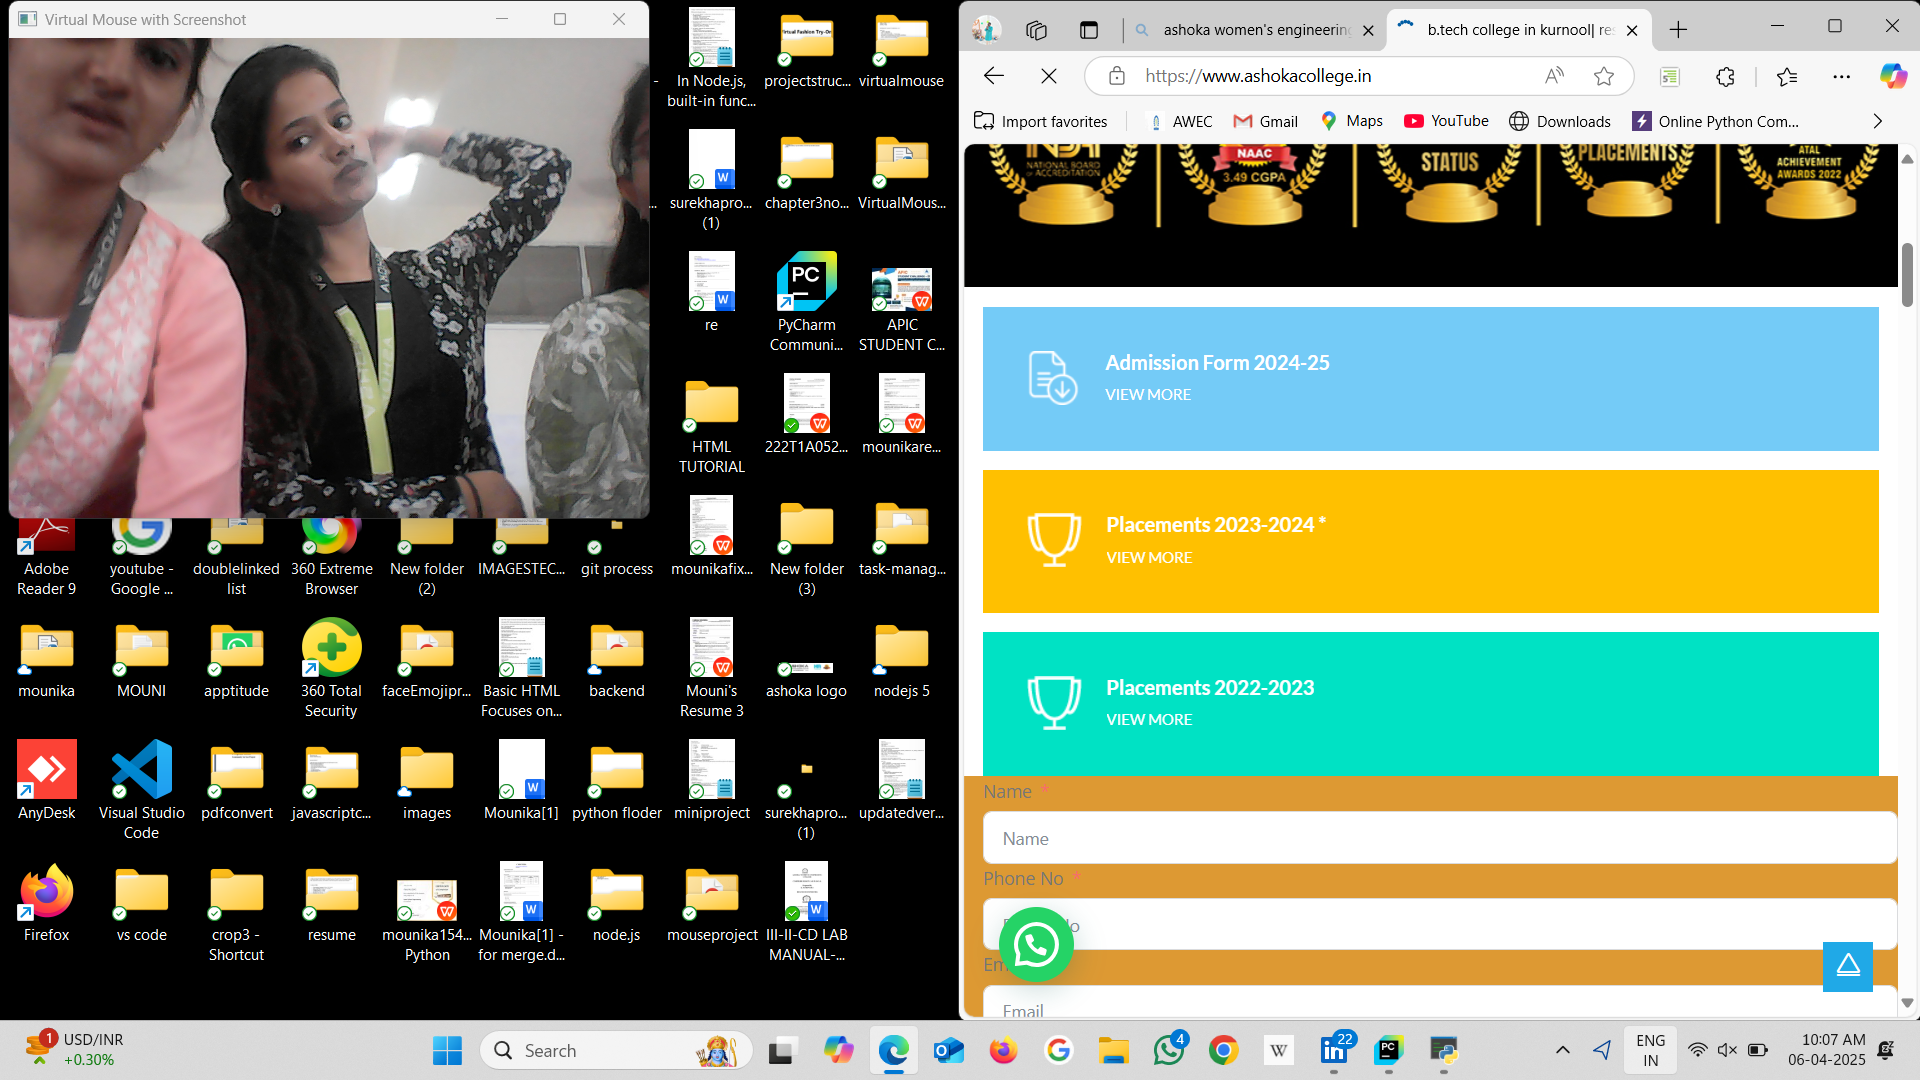 Virtual Mouse with Screenshot
In Node.js,
built-in func...
projectstruc...
virtualmouse
surekhapro...
(1)
chapter3no...
VirtualMous...
re
PyCharm
Communi...
APIC
STUDENT C...
HTML
TUTORIAL
222T1A052...
mounikare...
Adobe
Reader 9
youtube -
Google ...
doublelinked
list
360 Extreme
Browser
New folder
(2)
IMAGESTEC...
git process
mounikafix...
New folder
(3)
task-manag...
mounika
MOUNI
apptitude
360 Total
Security
faceEmojipr...
Basic HTML
Focuses on...
backend
Mouni's
Resume 3
ashoka logo
nodejs 5
AnyDesk
Visual Studio
Code
pdfconvert
javascriptc...
images
Mounika[1]
python floder
miniproject
surekhapro...
(1)
updatedver...
Firefox
vs code
crop3 -
Shortcut
resume
mounika154...
Python
Mounika[1] -
for merge.d...
node.js
mouseproject
III-II-CD LAB
MANUAL-...
ashoka women's engineering
b.tech college in kurnool| res
https://www.ashokacollege.in
Import favorites
AWEC
Gmail
Maps
YouTube
Downloads
Online Python Com...
NATIONAL BOARD
OF ACCREDITATION
NAAC
3.49 CGPA
STATUS
PLACEMENTS
ATAL
ACHIEVEMENT
AWARDS 2022
Admission Form 2024-25
VIEW MORE
Placements 2023-2024 *
VIEW MORE
Placements 2022-2023
VIEW MORE
Name *
Name
Phone No *
Email
USD/INR
+0.30%
1
Search
4
22
ENG
IN
10:07 AM
06-04-2025